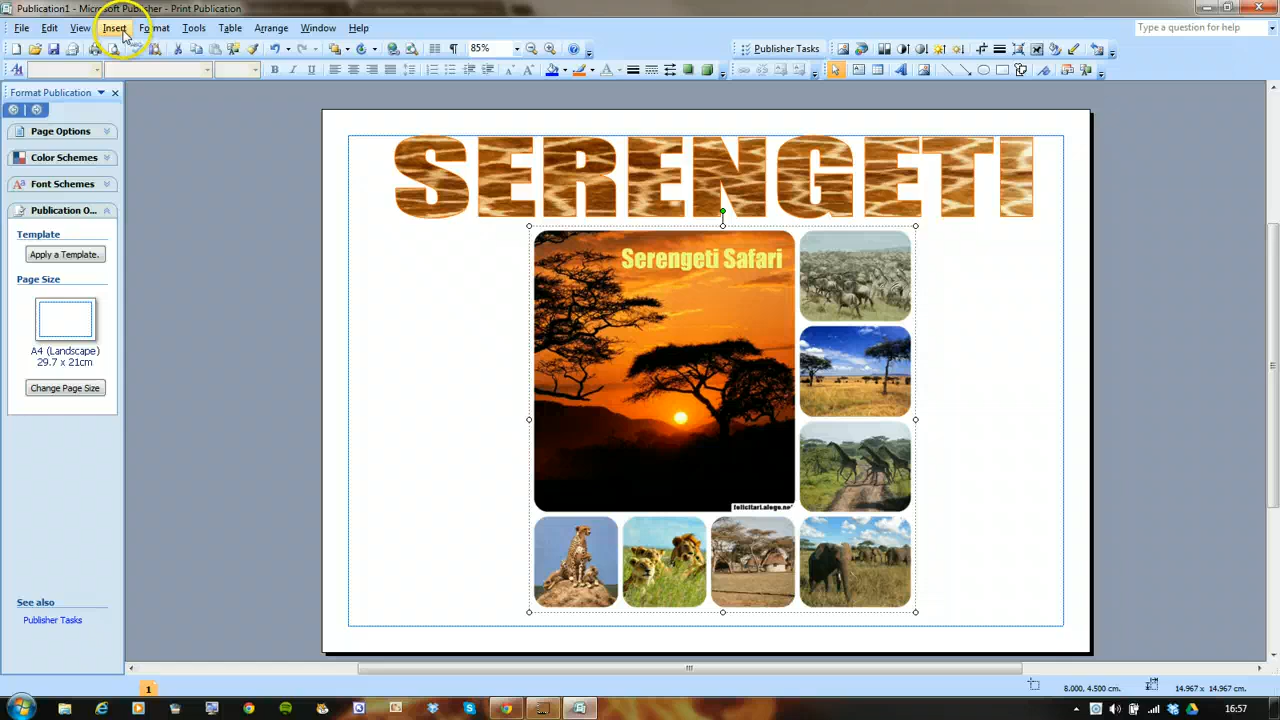 Publication1 - Microsoft Publisher - Print Publication
File Edit View Insert Format Tools Table Arrange Window Help
Type a question for help
85%
Publisher Tasks
Format Publication
Page Options
Color Schemes
Font Schemes
Publication O...
Template
Apply a Template.
Page Size
A4 (Landscape)
29.7 x 21cm
Change Page Size
See also
Publisher Tasks
SERENGETI
Serengeti Safari
felicitari.alege.net
1
8.000, 4.500 cm.
14.967 x 14.967 cm.
16:57